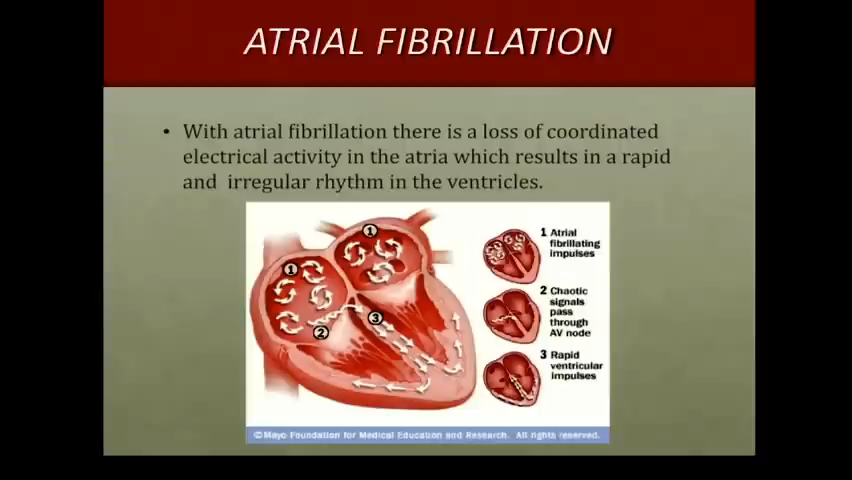 ATRIAL FIBRILLATION
• With atrial fibrillation there is a loss of coordinated
electrical activity in the atria which results in a rapid
and irregular rhythm in the ventricles.
1
1
2
3
1 Atrial
fibrillating
impulses
2 Chaotic
signals
pass
through
AV node
3 Rapid
ventricular
impulses
©Mayo Foundation for Medical Education and Research. All rights reserved.